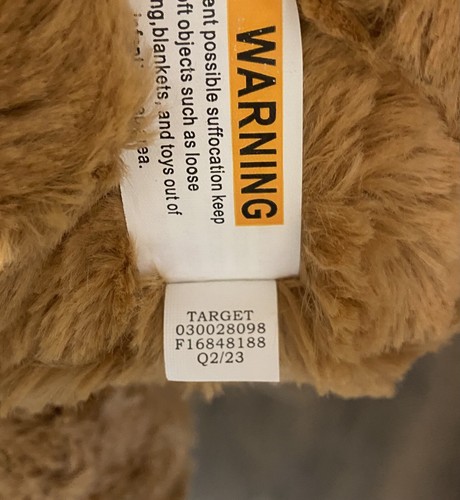 WARNING
ent possible suffocation keep
oft objects such as loose
ng, blankets, and toys out of
ea.
TARGET
030028098
F16848188
Q2/23